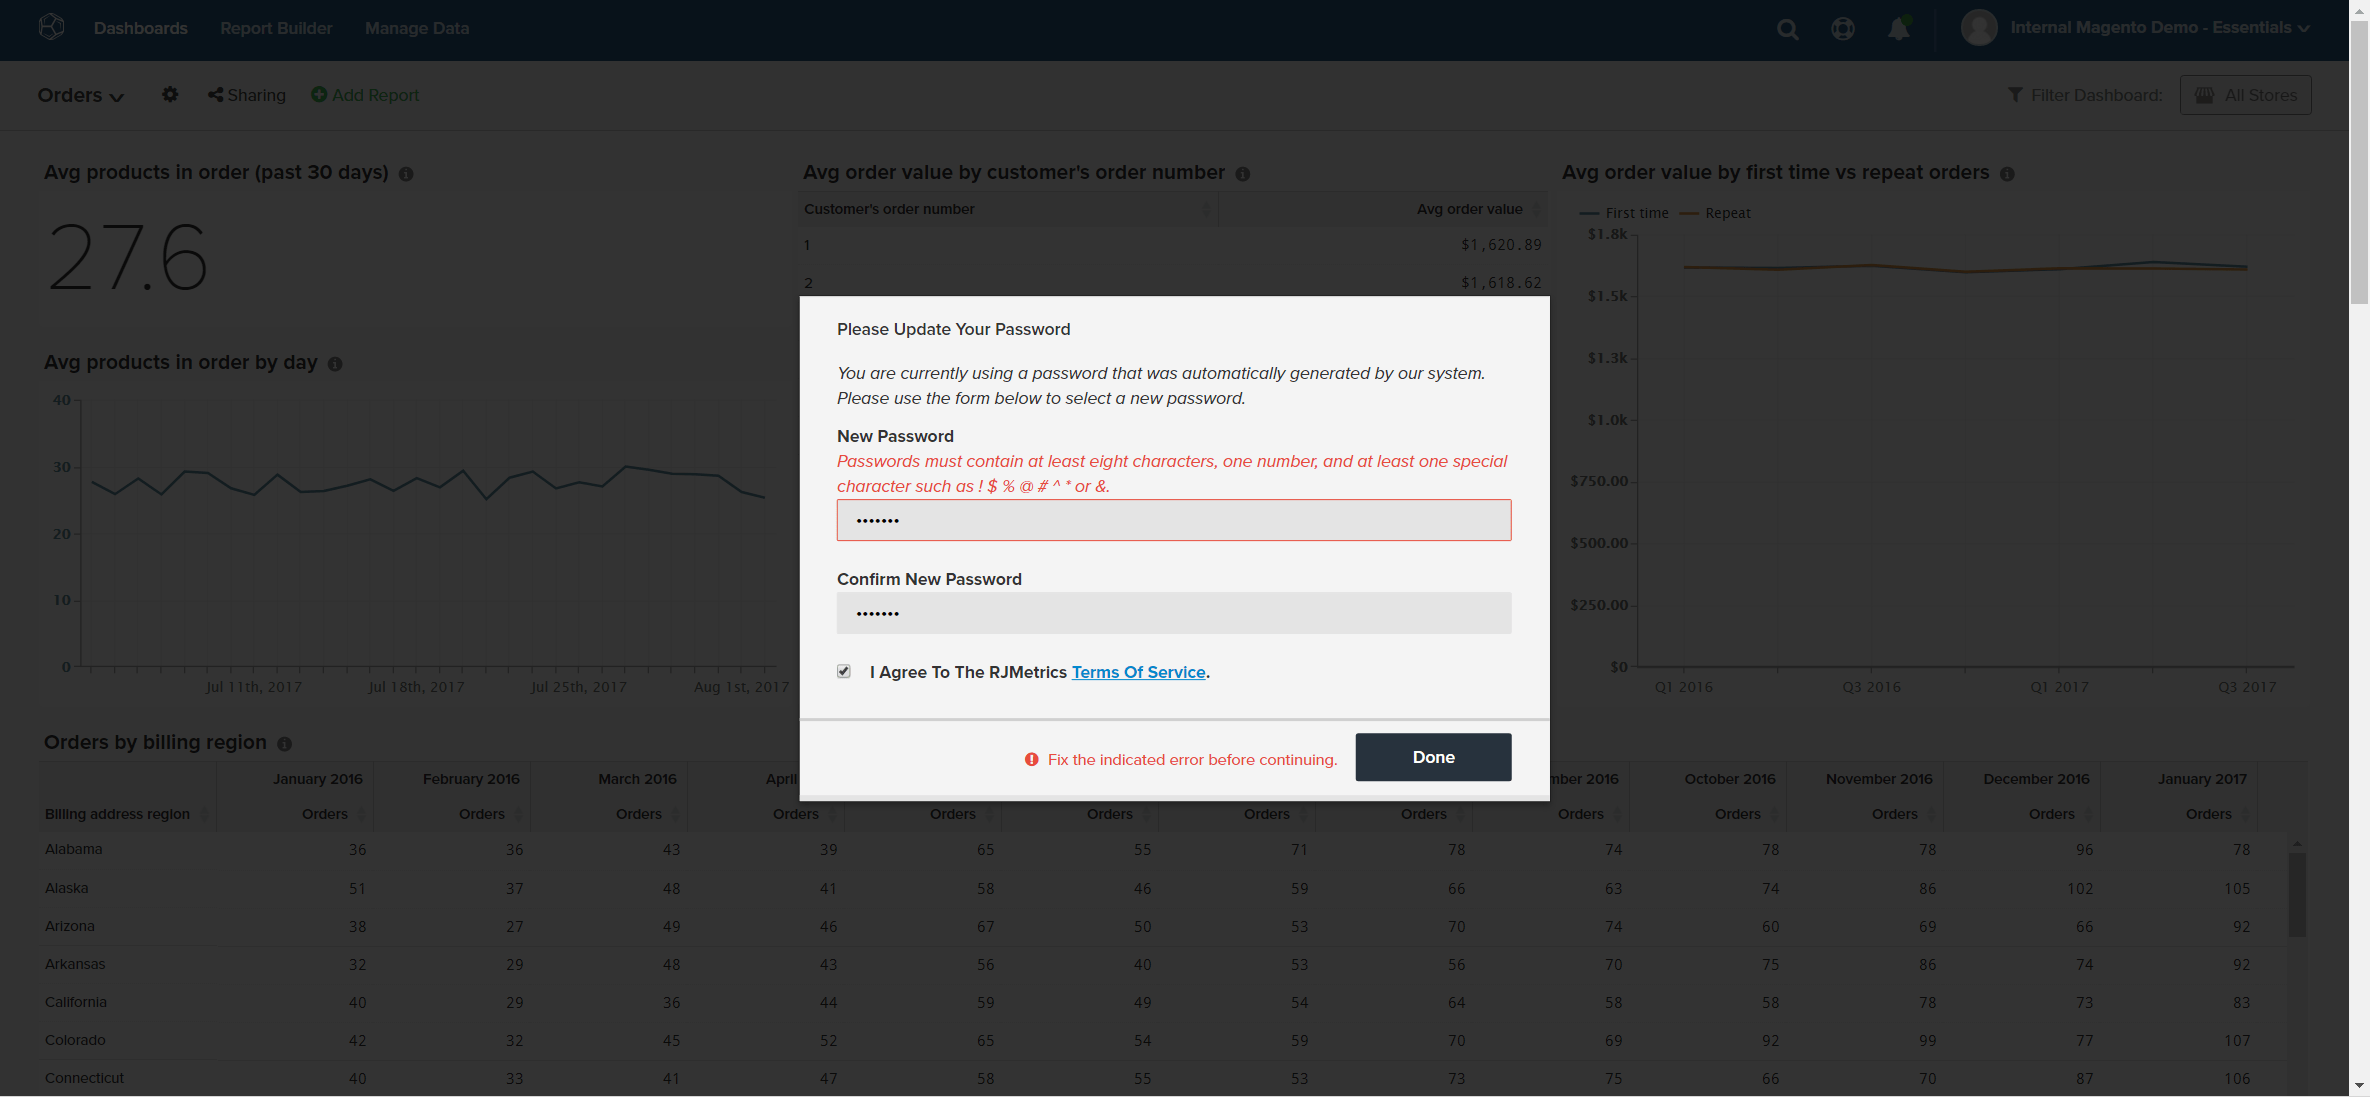 Dashboards Report Builder Manage Data Internal Magento Demo - Essentials
Orders Sharing Add Report Filter Dashboard: All Stores
Avg products in order (past 30 days)
27.6
Avg order value by customer's order number
Customer's order number Avg order value
1 $1,620.89
2 $1,618.62
Avg order value by first time vs repeat orders
First time Repeat
$1.8k
$1.5k
$1.3k
$1.0k
$750.00
$500.00
$250.00
$0
Q1 2016 Q3 2016 Q1 2017 Q3 2017
Avg products in order by day
40
30
20
10
0
Jul 11th, 2017 Jul 18th, 2017 Jul 25th, 2017 Aug 1st, 2017
Please Update Your Password
You are currently using a password that was automatically generated by our system.
Please use the form below to select a new password.
New Password
Passwords must contain at least eight characters, one number, and at least one special
character such as ! $ % @ # ^ * or &.
•••••••
Confirm New Password
•••••••
I Agree To The RJMetrics Terms Of Service.
Fix the indicated error before continuing. Done
Orders by billing region
January 2016 February 2016 March 2016 April mber 2016 October 2016 November 2016 December 2016 January 2017
Billing address region Orders Orders Orders Orders Orders Orders Orders Orders Orders Orders Orders Orders Orders
Alabama 36 36 43 39 65 55 71 78 74 78 78 96 78
Alaska 51 37 48 41 58 46 59 66 63 74 86 102 105
Arizona 38 27 49 46 67 50 53 70 74 60 69 66 92
Arkansas 32 29 48 43 56 40 53 56 70 75 86 74 92
California 40 29 36 44 59 49 54 64 58 58 78 73 83
Colorado 42 32 45 52 65 54 59 70 69 92 99 77 107
Connecticut 40 33 41 47 58 55 53 73 75 66 70 87 106